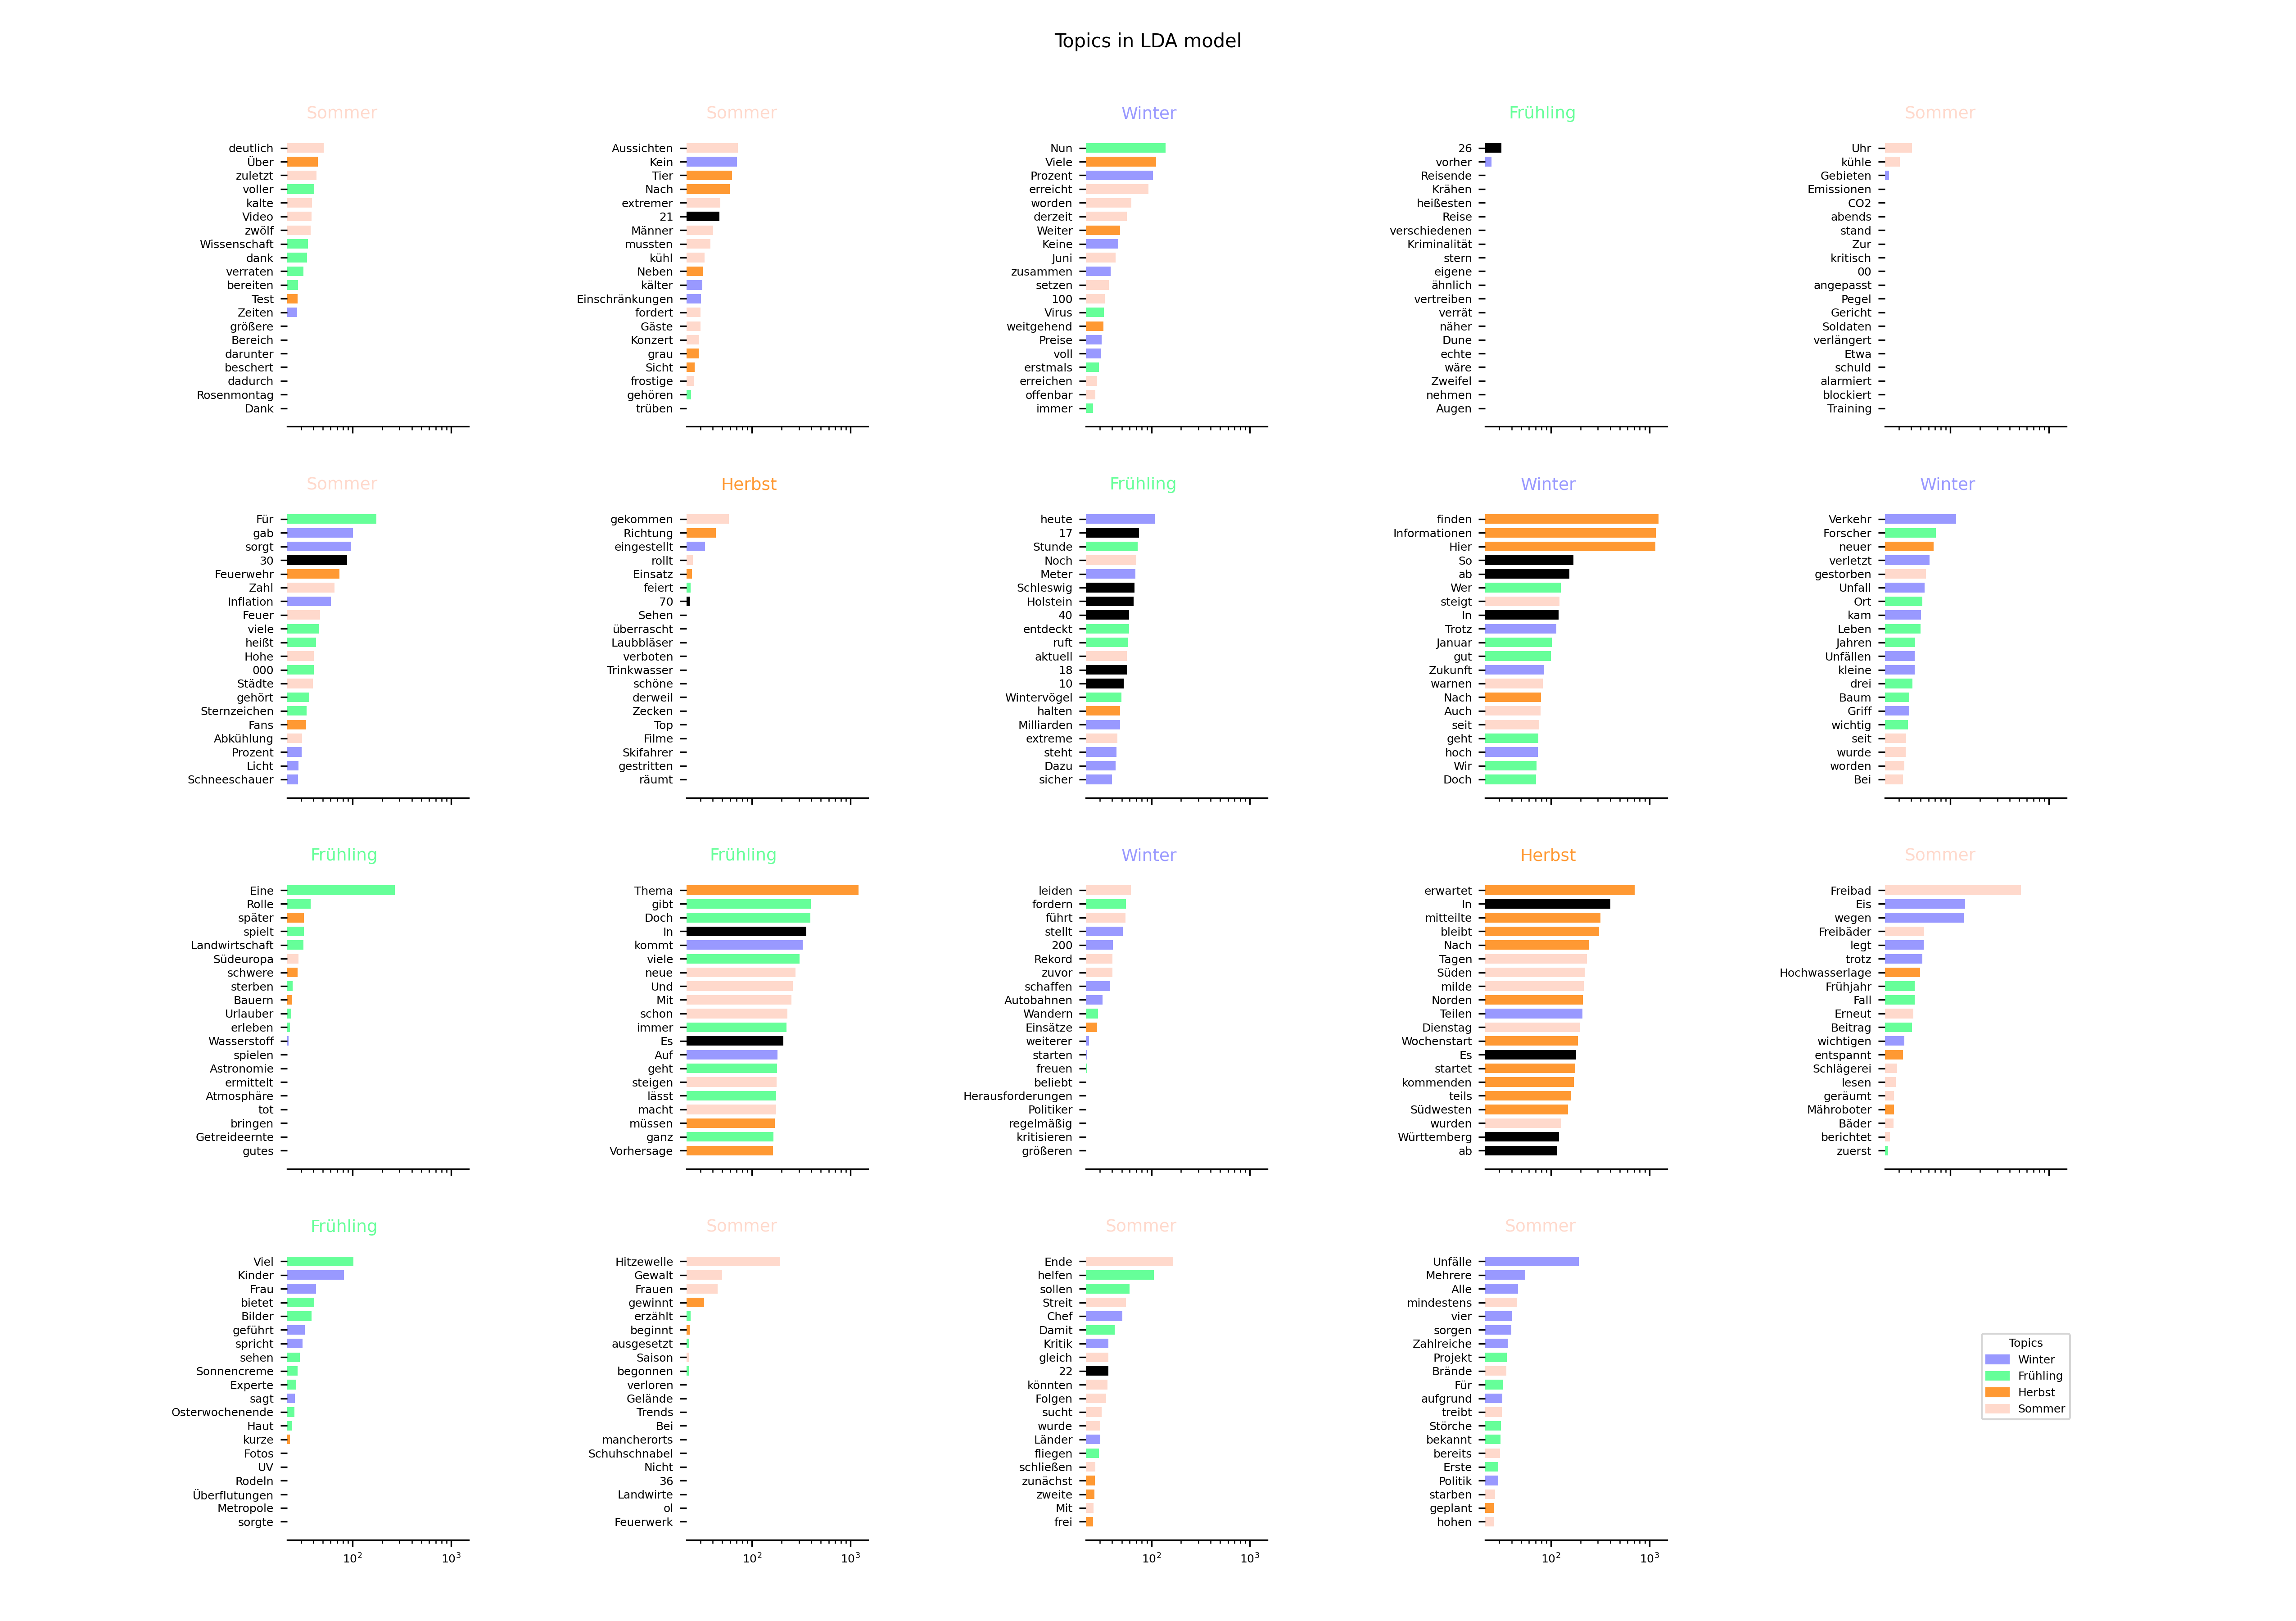 Topics in LDA model
Sommer
deutlich
Über
zuletzt
voller
kalte
Video
zwölf
Wissenschaft
dank
verraten
bereiten
Test
Zeiten
größere
Bereich
darunter
beschert
dadurch
Rosenmontag
Dank
Sommer
Aussichten
Kein
Tier
Nach
extremer
21
Männer
mussten
kühl
Neben
kälter
Einschränkungen
fordert
Gäste
Konzert
grau
Sicht
frostige
gehören
trüben
Winter
Nun
Viele
Prozent
erreicht
worden
derzeit
Weiter
Keine
Juni
zusammen
setzen
100
Virus
weitgehend
Preise
voll
erstmals
erreichen
offenbar
immer
Frühling
26
vorher
Reisende
Krähen
heißesten
Reise
verschiedenen
Kriminalität
stern
eigene
ähnlich
vertreiben
verrät
näher
Dune
echte
wäre
Zweifel
nehmen
Augen
Sommer
Uhr
kühle
Gebieten
Emissionen
CO2
abends
stand
Zur
kritisch
00
angepasst
Pegel
Gericht
Soldaten
verlängert
Etwa
schuld
alarmiert
blockiert
Training
Sommer
Für
gab
sorgt
30
Feuerwehr
Zahl
Inflation
Feuer
viele
heißt
Hohe
000
Städte
gehört
Sternzeichen
Fans
Abkühlung
Prozent
Licht
Schneeschauer
Herbst
gekommen
Richtung
eingestellt
rollt
Einsatz
feiert
70
Sehen
überrascht
Laubbläser
verboten
Trinkwasser
schöne
derweil
Zecken
Top
Filme
Skifahrer
gestritten
räumt
Frühling
heute
17
Stunde
Noch
Meter
Schleswig
Holstein
40
entdeckt
ruft
aktuell
18
10
Wintervögel
halten
Milliarden
extreme
steht
Dazu
sicher
Winter
finden
Informationen
Hier
So
ab
Wer
steigt
In
Trotz
Januar
gut
Zukunft
warnen
Nach
Auch
seit
geht
hoch
Wir
Doch
Winter
Verkehr
Forscher
neuer
verletzt
gestorben
Unfall
Ort
kam
Leben
Jahren
Unfällen
kleine
drei
Baum
Griff
wichtig
seit
wurde
worden
Bei
Frühling
Eine
Rolle
später
spielt
Landwirtschaft
Südeuropa
schwere
sterben
Bauern
Urlauber
erleben
Wasserstoff
spielen
Astronomie
ermittelt
Atmosphäre
tot
bringen
Getreideernte
gutes
Frühling
Thema
gibt
Doch
In
kommt
viele
neue
Und
Mit
schon
immer
Es
Auf
geht
steigen
lässt
macht
müssen
ganz
Vorhersage
Winter
leiden
fordern
führt
stellt
200
Rekord
zuvor
schaffen
Autobahnen
Wandern
Einsätze
weiterer
starten
freuen
beliebt
Herausforderungen
Politiker
regelmäßig
kritisieren
größeren
Herbst
erwartet
In
mitteilte
bleibt
Nach
Tagen
Süden
milde
Norden
Teilen
Dienstag
Wochenstart
Es
startet
kommenden
teils
Südwesten
wurden
Württemberg
ab
Sommer
Freibad
Eis
wegen
Freibäder
legt
trotz
Hochwasserlage
Frühjahr
Fall
Erneut
Beitrag
wichtigen
entspannt
Schlägerei
lesen
geräumt
Mähroboter
Bäder
berichtet
zuerst
Frühling
Viel
Kinder
Frau
bietet
Bilder
geführt
spricht
sehen
Sonnencreme
Experte
sagt
Osterwochenende
Haut
kurze
Fotos
UV
Rodeln
Überflutungen
Metropole
sorgte
10² 10³
Sommer
Hitzewelle
Gewalt
Frauen
gewinnt
erzählt
beginnt
ausgesetzt
Saison
begonnen
verloren
Gelände
Trends
Bei
mancherorts
Schuhschnabel
Nicht
36
Landwirte
ol
Feuerwerk
10² 10³
Sommer
Ende
helfen
sollen
Streit
Chef
Damit
Kritik
gleich
22
könnten
Folgen
sucht
wurde
Länder
fliegen
schließen
zunächst
zweite
Mit
frei
10² 10³
Sommer
Unfälle
Mehrere
Alle
mindestens
vier
sorgen
Zahlreiche
Projekt
Brände
Für
aufgrund
treibt
Störche
bekannt
bereits
Erste
Politik
starben
geplant
hohen
10² 10³
Topics
Winter
Frühling
Herbst
Sommer